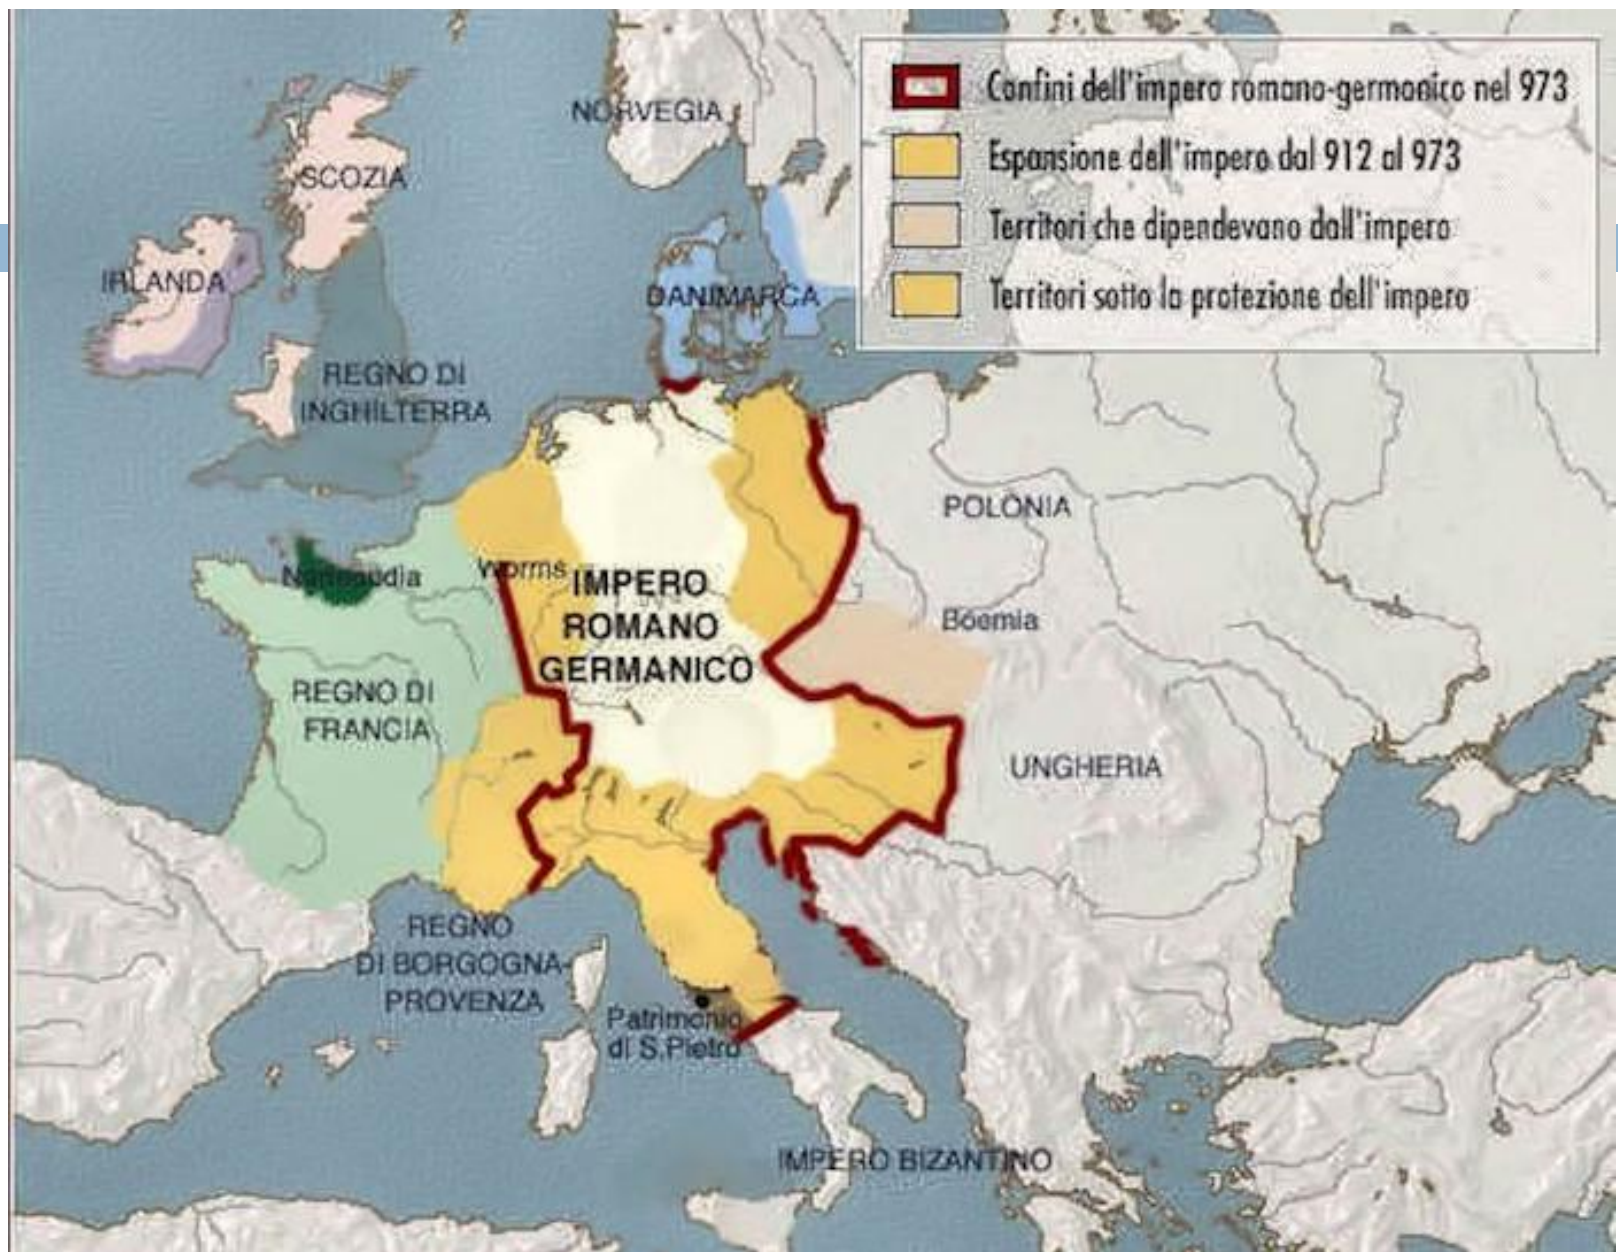 Confini dell'impero romano-germanico nel 973
Espansione dell'impero dal 912 al 973
Territori che dipendevano dall'impero
Territori sotto la protezione dell'impero
NORVEGIA
SCOZIA
IRLANDA
DANIMARCA
REGNO DI
INGHILTERRA
POLONIA
Normandia
Worms
IMPERO
ROMANO
GERMANICO
Boemia
REGNO DI
FRANCIA
UNGHERIA
REGNO
DI BORGOGNA-
PROVENZA
Patrimonio
di S.Pietro
IMPERO BIZANTINO